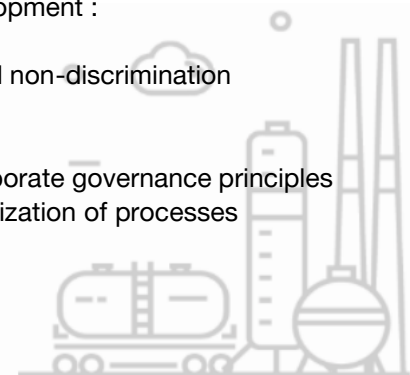 opment :
l non-discrimination
porate governance principles
ization of processes